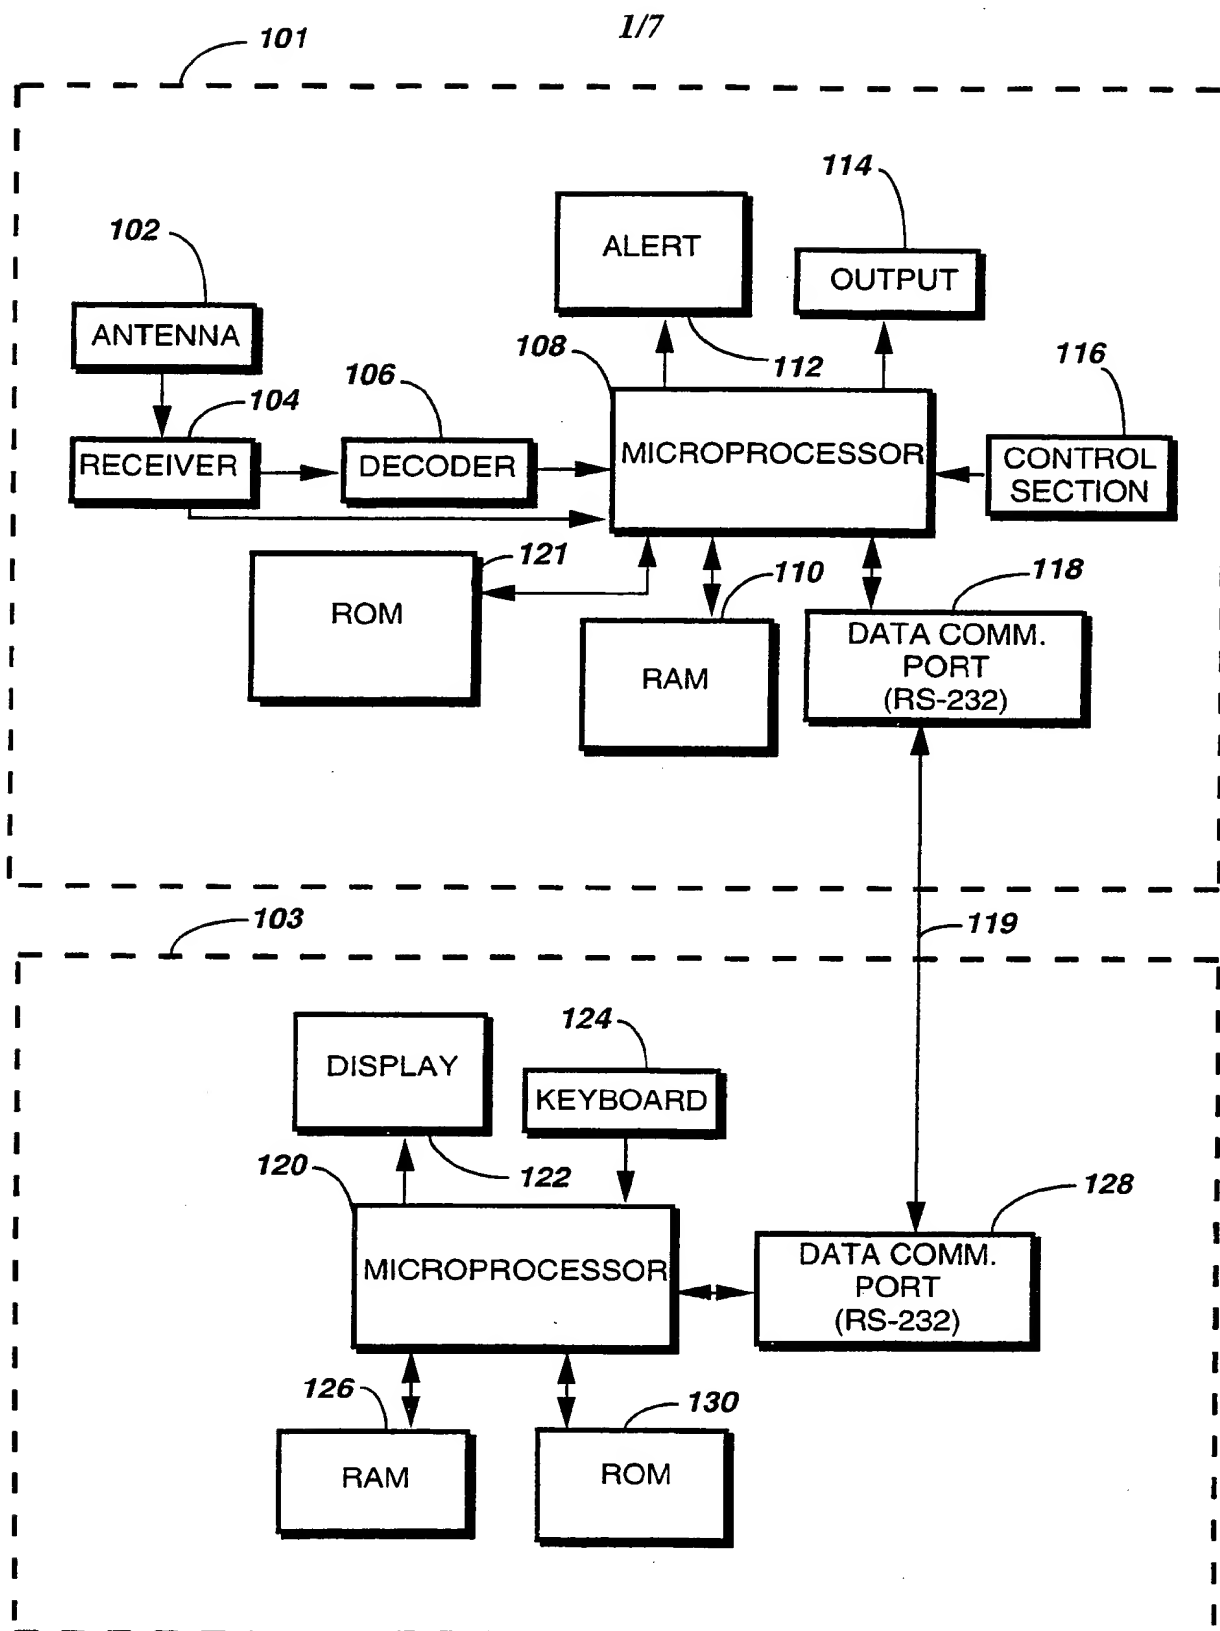 1/7
101
114
102
ALERT
OUTPUT
ANTENNA
108
112
116
106
104
RECEIVER
DECODER
MICROPROCESSOR
CONTROL
SECTION
121
110
118
ROM
RAM
DATA COMM.
PORT
(RS-232)
103
119
124
DISPLAY
KEYBOARD
120
122
128
MICROPROCESSOR
DATA COMM.
PORT
(RS-232)
126
130
RAM
ROM